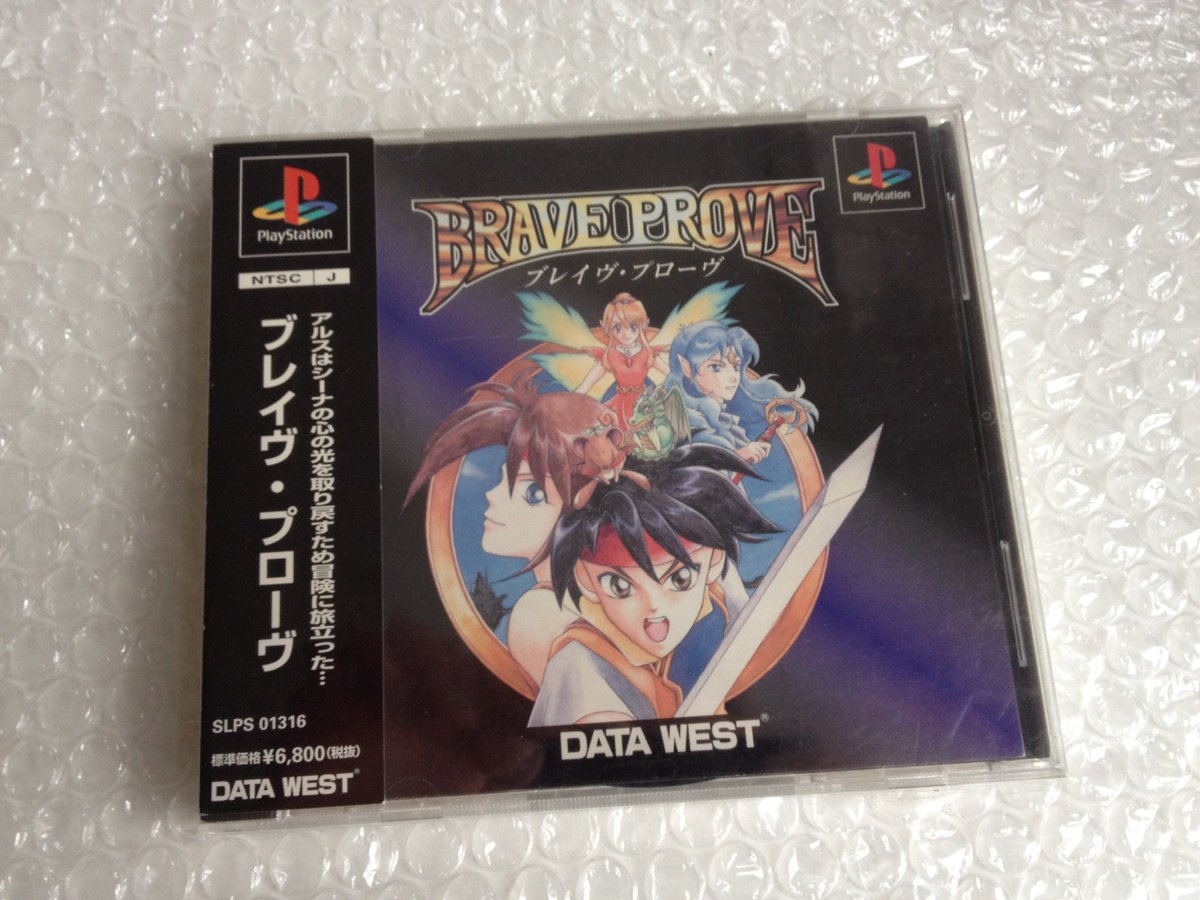 PlayStation
NTSC J
アルスはシーナの心の光を取り戻すため冒険に旅立った…
ブレイヴ・プローヴ
SLPS 01316
標準価格¥6,800(税抜)
DATA WEST®
BRAVE PROVE
ブレイヴ・プローヴ
PlayStation
DATA WEST®